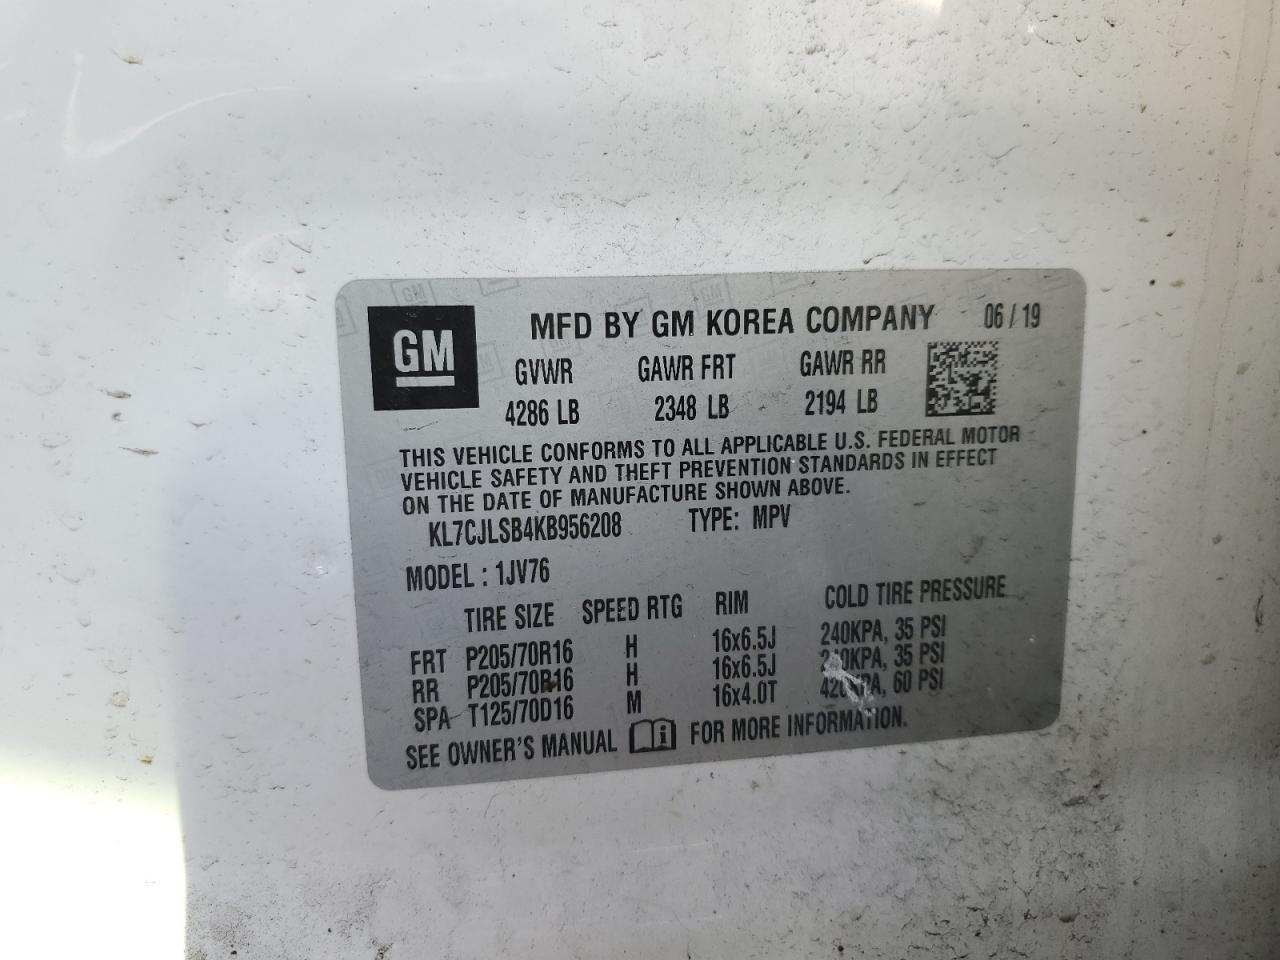 GM
MFD BY GM KOREA COMPANY 06 / 19
GVWR GAWR FRT GAWR RR
4286 LB 2348 LB 2194 LB
THIS VEHICLE CONFORMS TO ALL APPLICABLE U.S. FEDERAL MOTOR
VEHICLE SAFETY AND THEFT PREVENTION STANDARDS IN EFFECT
ON THE DATE OF MANUFACTURE SHOWN ABOVE.
KL7CJLSB4KB956208 TYPE: MPV
MODEL : 1JV76
TIRE SIZE SPEED RTG RIM COLD TIRE PRESSURE
FRT P205/70R16 H 16x6.5J 240KPA, 35 PSI
RR P205/70R16 H 16x6.5J 240KPA, 35 PSI
SPA T125/70D16 M 16x4.0T 420KPA, 60 PSI
SEE OWNER'S MANUAL i FOR MORE INFORMATION.